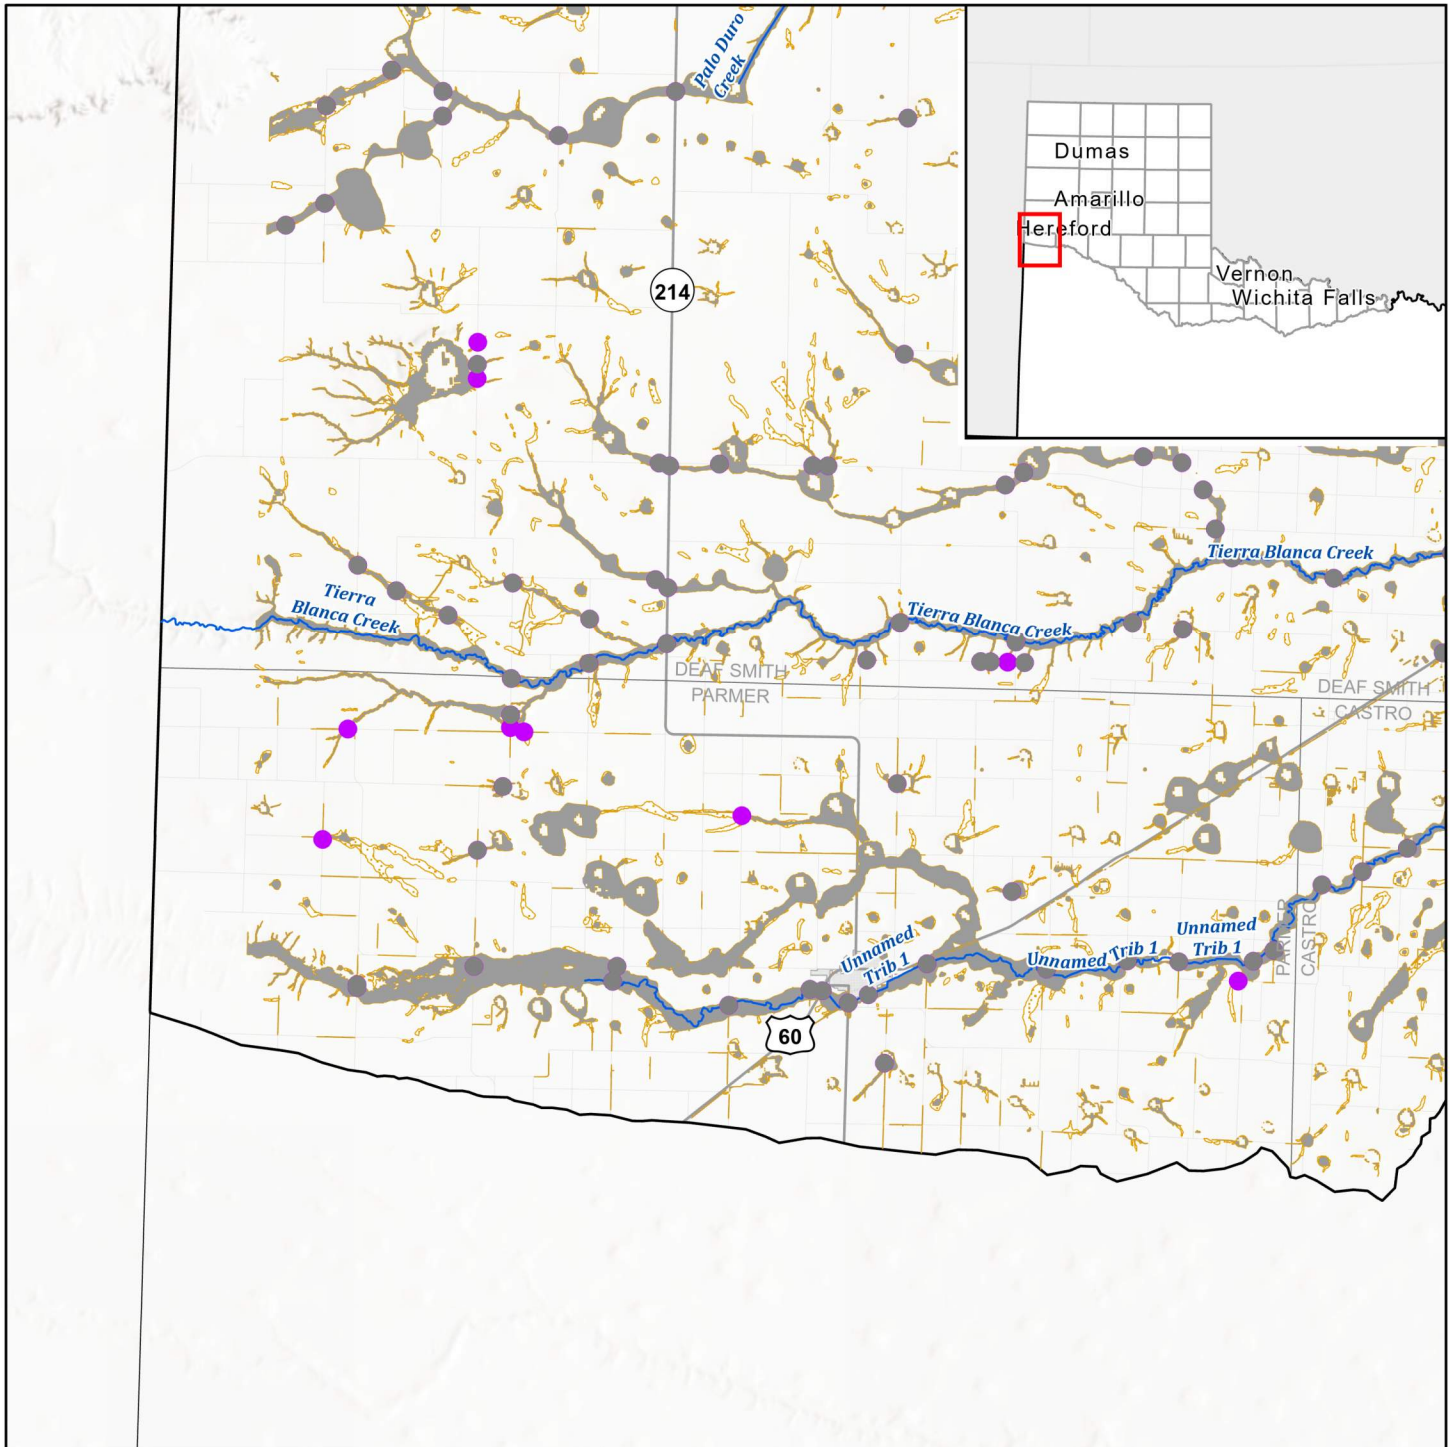 Palo Duro
Creek
Dumas
Amarillo
Hereford
Vernon
Wichita Falls
214
Tierra Blanca Creek
Tierra
Blanca Creek
Tierra Blanca Creek
DEAF SMITH
PARMER
DEAF SMITH
CASTRO
Unnamed
Trib 1
Unnamed Trib 1
Unnamed
Trib 1
PARMER
CASTRO
60